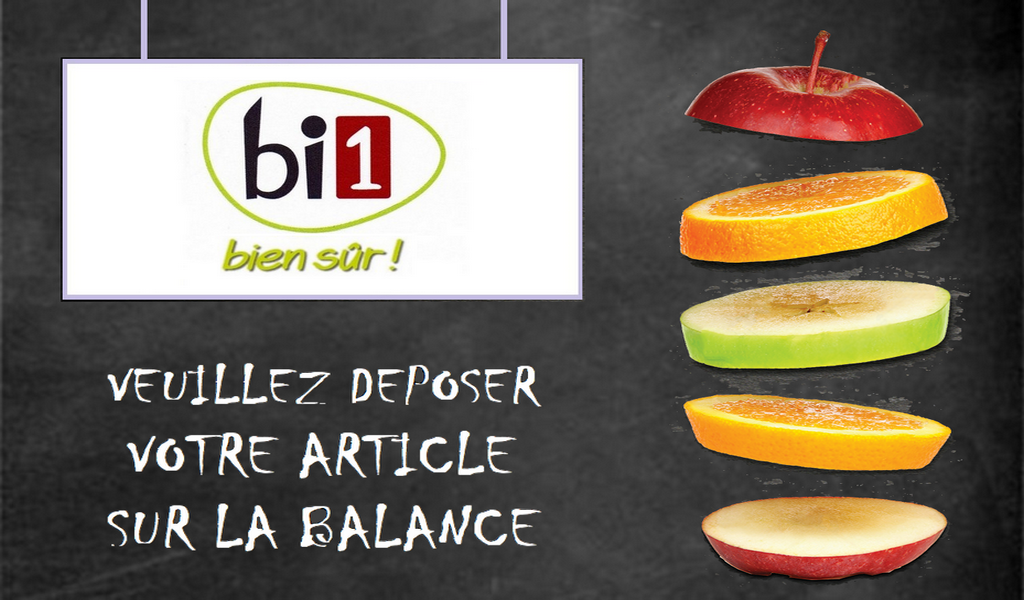 bi1
bien sûr !
VEUILLEZ DEPOSER
VOTRE ARTICLE
SUR LA BALANCE